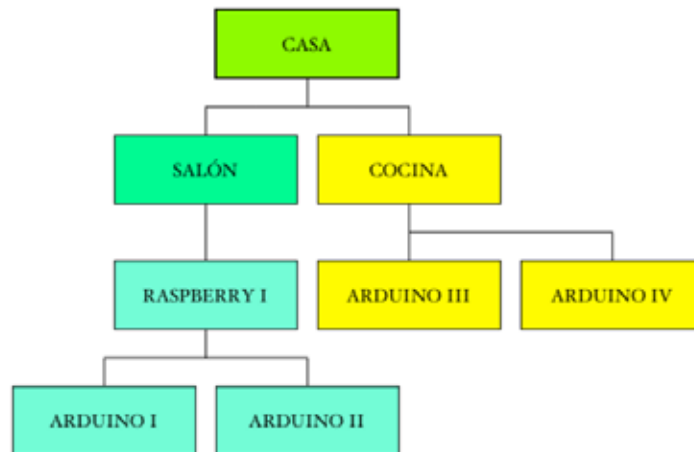 CASA
SALÓN
COCINA
RASPBERRY I
ARDUINO III
ARDUINO IV
ARDUINO I
ARDUINO II